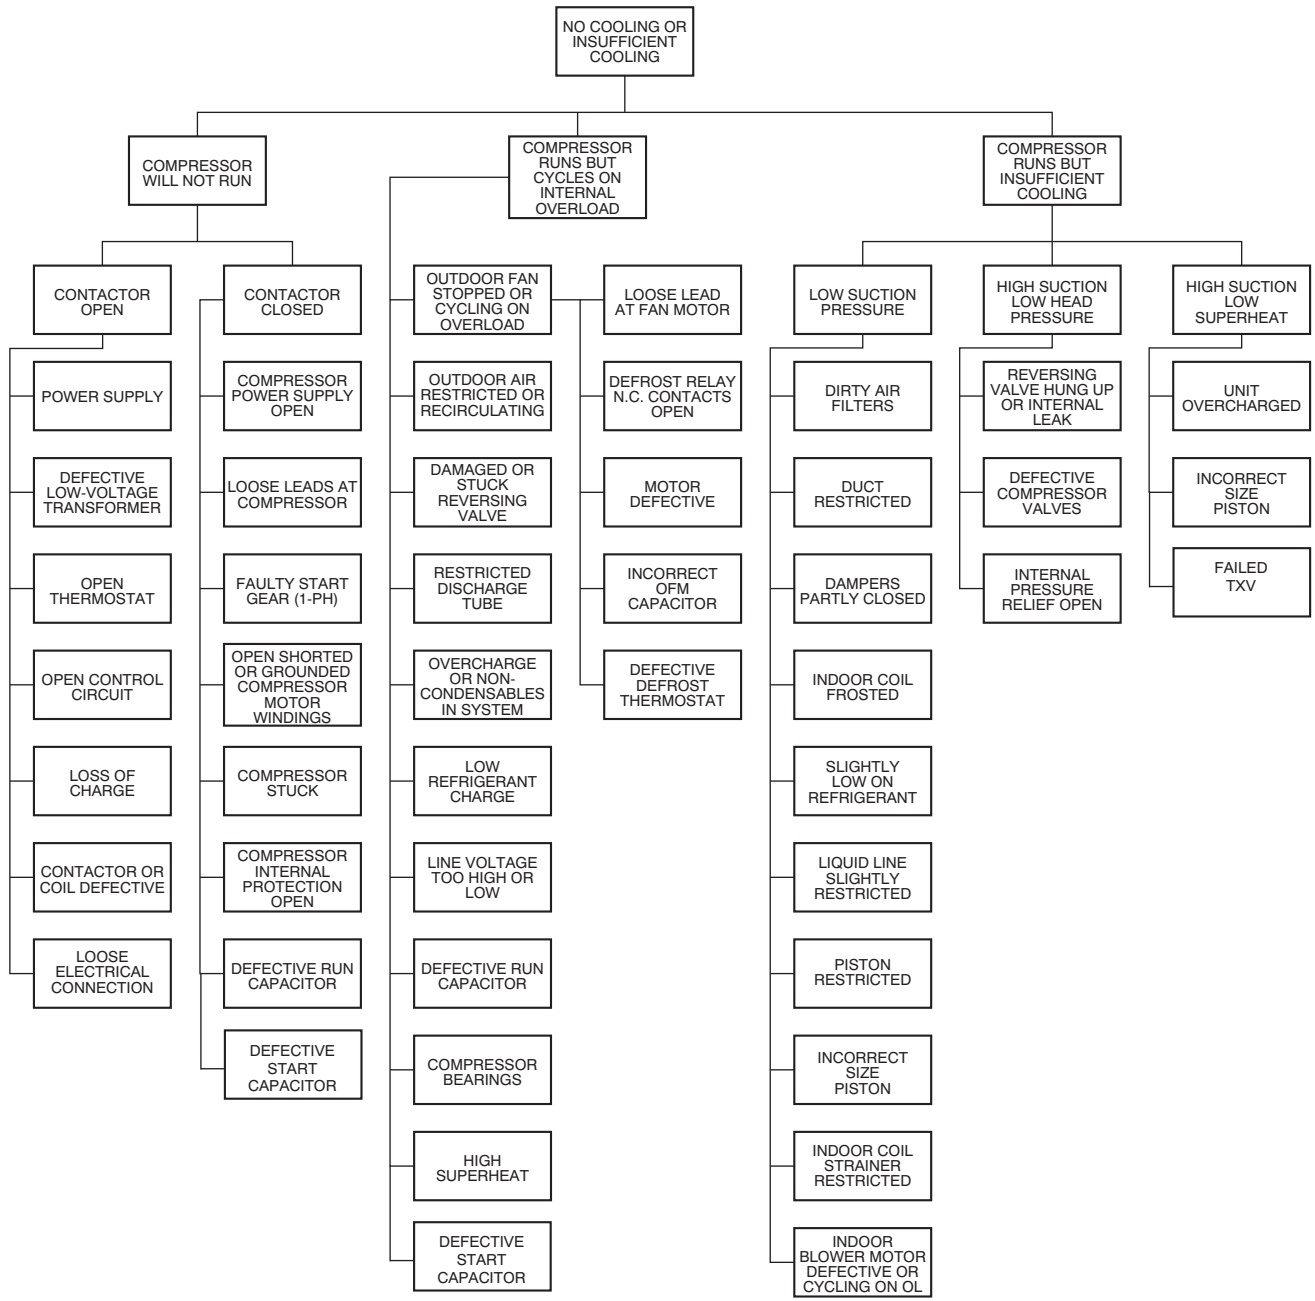 NO COOLING OR
INSUFFICIENT
COOLING
COMPRESSOR
WILL NOT RUN
COMPRESSOR
RUNS BUT
CYCLES ON
INTERNAL
OVERLOAD
COMPRESSOR
RUNS BUT
INSUFFICIENT
COOLING
CONTACTOR
OPEN
POWER SUPPLY
DEFECTIVE
LOW-VOLTAGE
TRANSFORMER
OPEN
THERMOSTAT
OPEN CONTROL
CIRCUIT
LOSS OF
CHARGE
CONTACTOR OR
COIL DEFECTIVE
LOOSE
ELECTRICAL
CONNECTION
CONTACTOR
CLOSED
COMPRESSOR
POWER SUPPLY
OPEN
LOOSE LEADS AT
COMPRESSOR
FAULTY START
GEAR (1-PH)
OPEN SHORTED
OR GROUNDED
COMPRESSOR
MOTOR
WINDINGS
COMPRESSOR
STUCK
COMPRESSOR
INTERNAL
PROTECTION
OPEN
DEFECTIVE RUN
CAPACITOR
DEFECTIVE
START
CAPACITOR
OUTDOOR FAN
STOPPED OR
CYCLING ON
OVERLOAD
OUTDOOR AIR
RESTRICTED OR
RECIRCULATING
DAMAGED OR
STUCK
REVERSING
VALVE
RESTRICTED
DISCHARGE
TUBE
OVERCHARGE
OR NON-
CONDENSABLES
IN SYSTEM
LOW
REFRIGERANT
CHARGE
LINE VOLTAGE
TOO HIGH OR
LOW
DEFECTIVE RUN
CAPACITOR
COMPRESSOR
BEARINGS
HIGH
SUPERHEAT
DEFECTIVE
START
CAPACITOR
LOOSE LEAD
AT FAN MOTOR
DEFROST RELAY
N.C. CONTACTS
OPEN
MOTOR
DEFECTIVE
INCORRECT
OFM
CAPACITOR
DEFECTIVE
DEFROST
THERMOSTAT
LOW SUCTION
PRESSURE
DIRTY AIR
FILTERS
DUCT
RESTRICTED
DAMPERS
PARTLY CLOSED
INDOOR COIL
FROSTED
SLIGHTLY
LOW ON
REFRIGERANT
LIQUID LINE
SLIGHTLY
RESTRICTED
PISTON
RESTRICTED
INCORRECT
SIZE
PISTON
INDOOR COIL
STRAINER
RESTRICTED
INDOOR
BLOWER MOTOR
DEFECTIVE OR
CYCLING ON OL
HIGH SUCTION
LOW HEAD
PRESSURE
REVERSING
VALVE HUNG UP
OR INTERNAL
LEAK
DEFECTIVE
COMPRESSOR
VALVES
INTERNAL
PRESSURE
RELIEF OPEN
HIGH SUCTION
LOW
SUPERHEAT
UNIT
OVERCHARGED
INCORRECT
SIZE
PISTON
FAILED
TXV